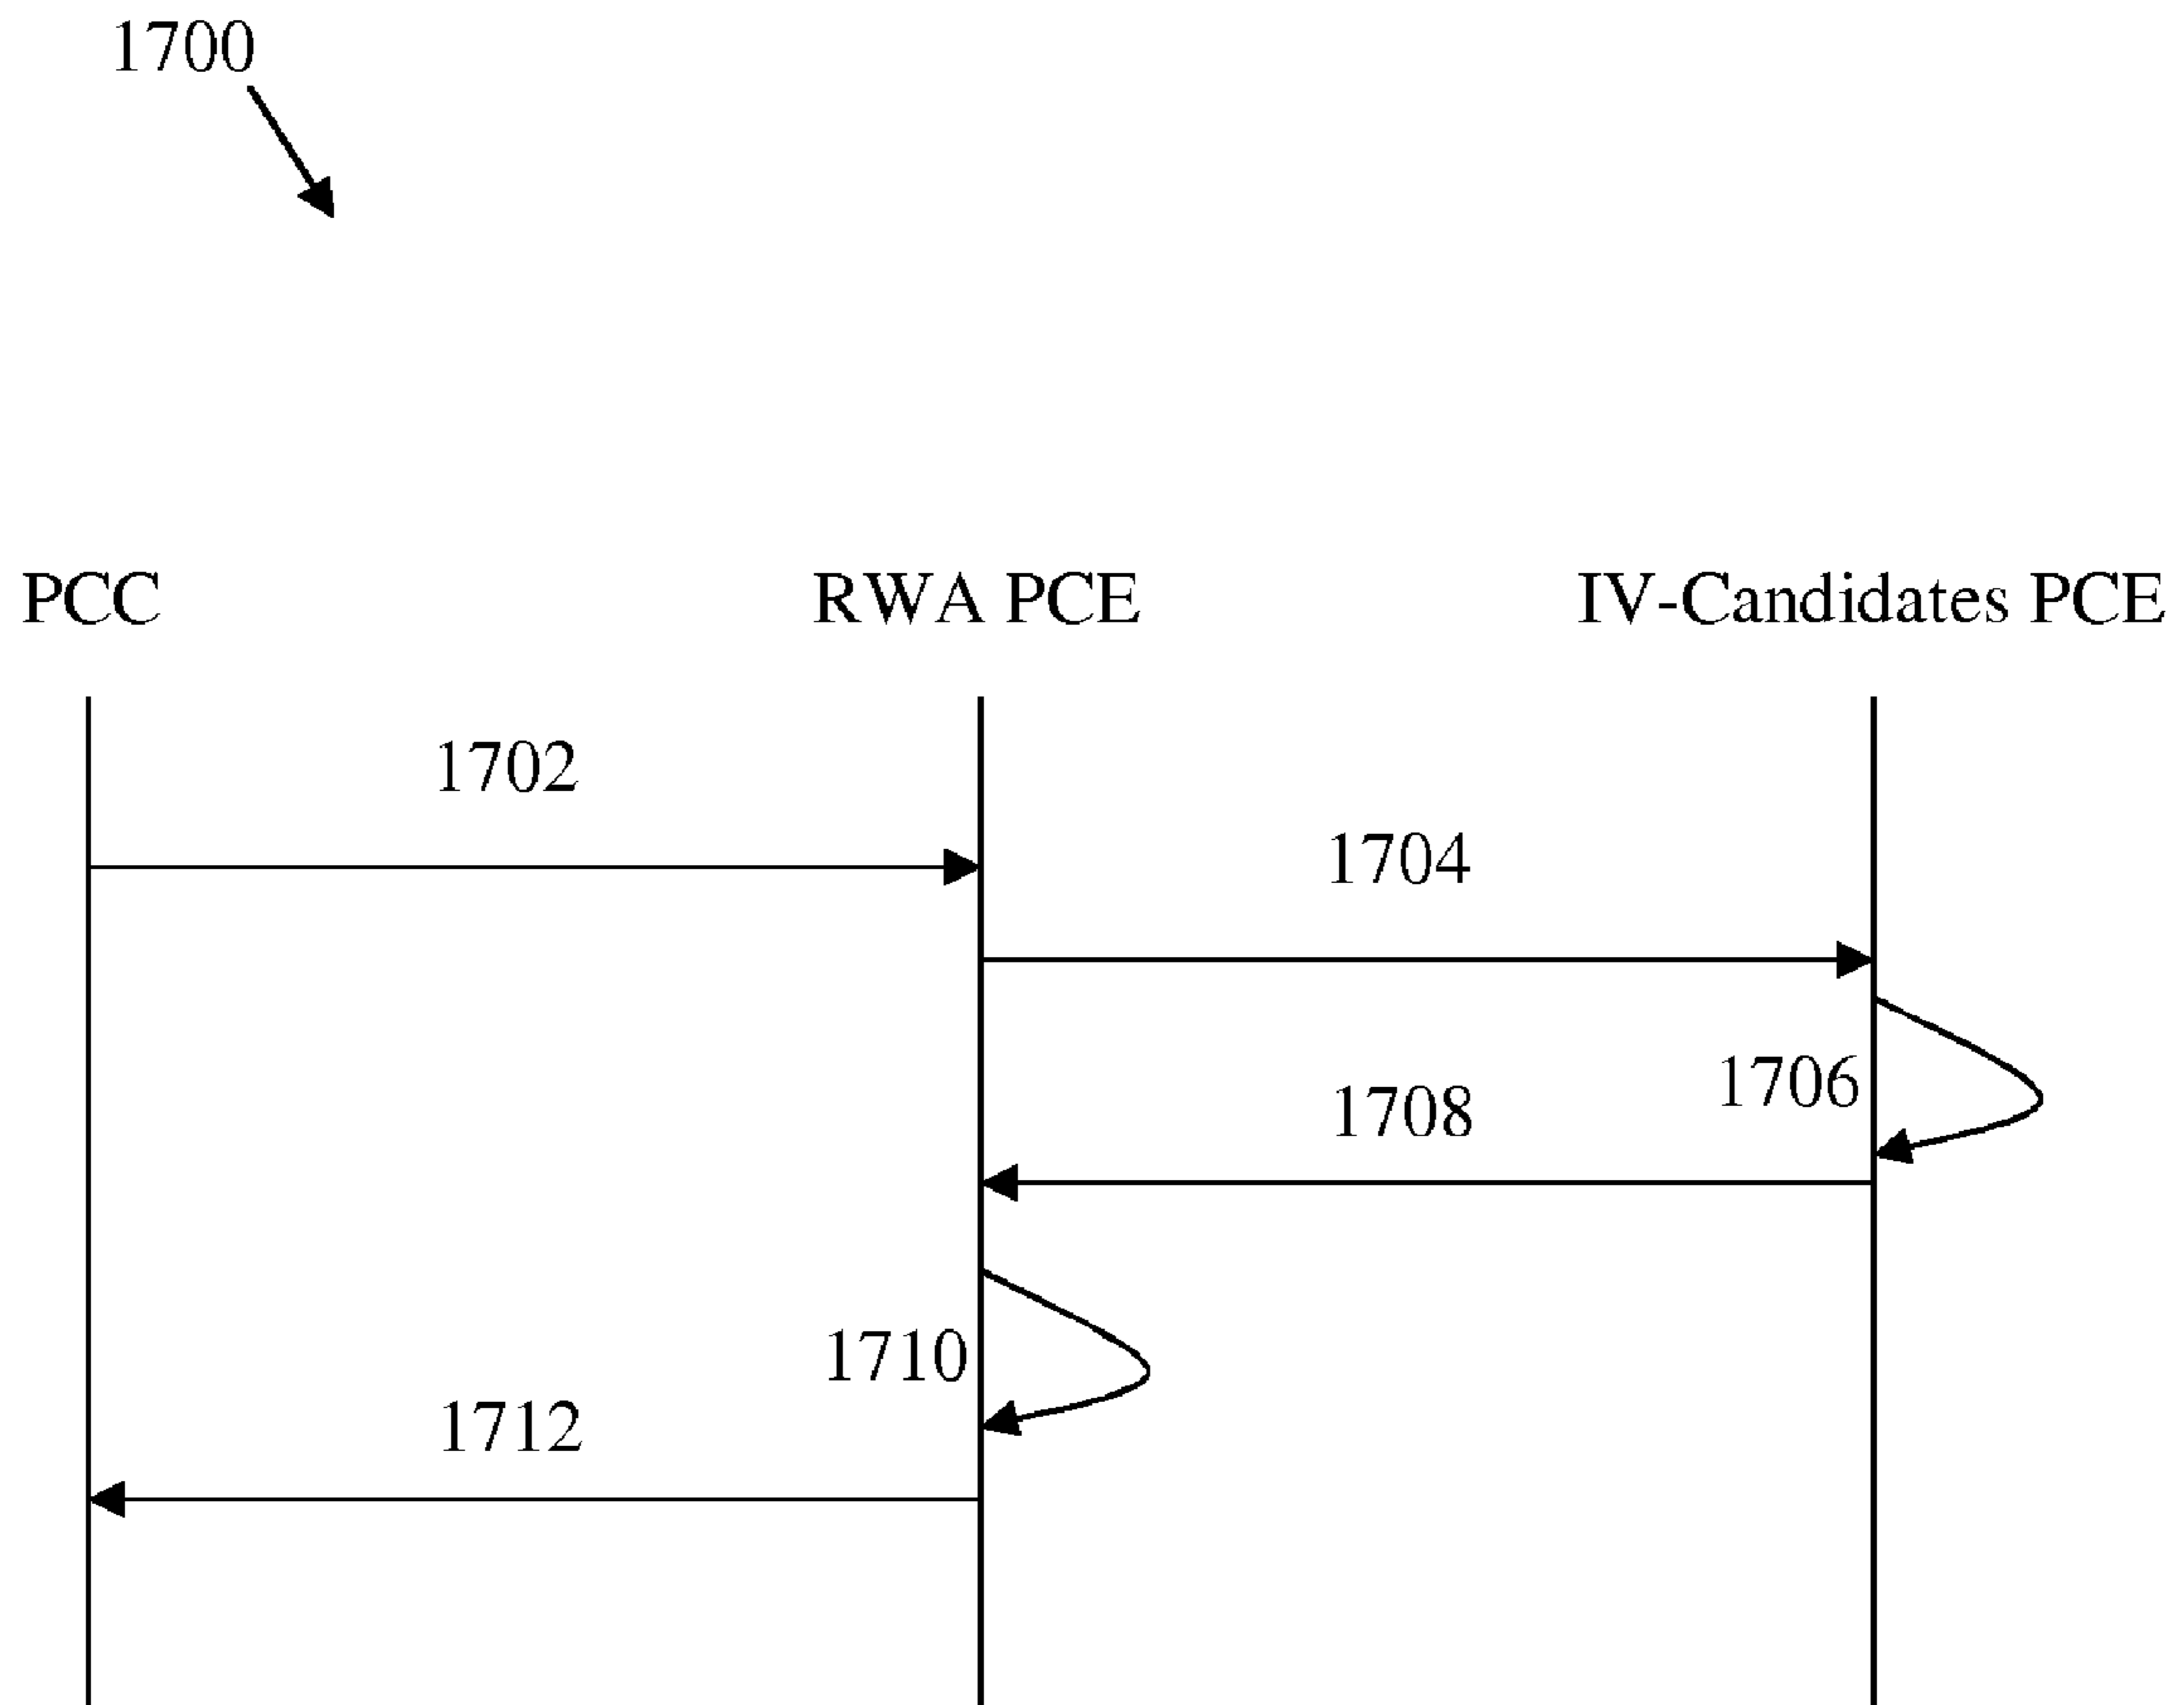 1700
PCC
RWA PCE
IV-Candidates PCE
1702
1704
1706
1708
1710
1712